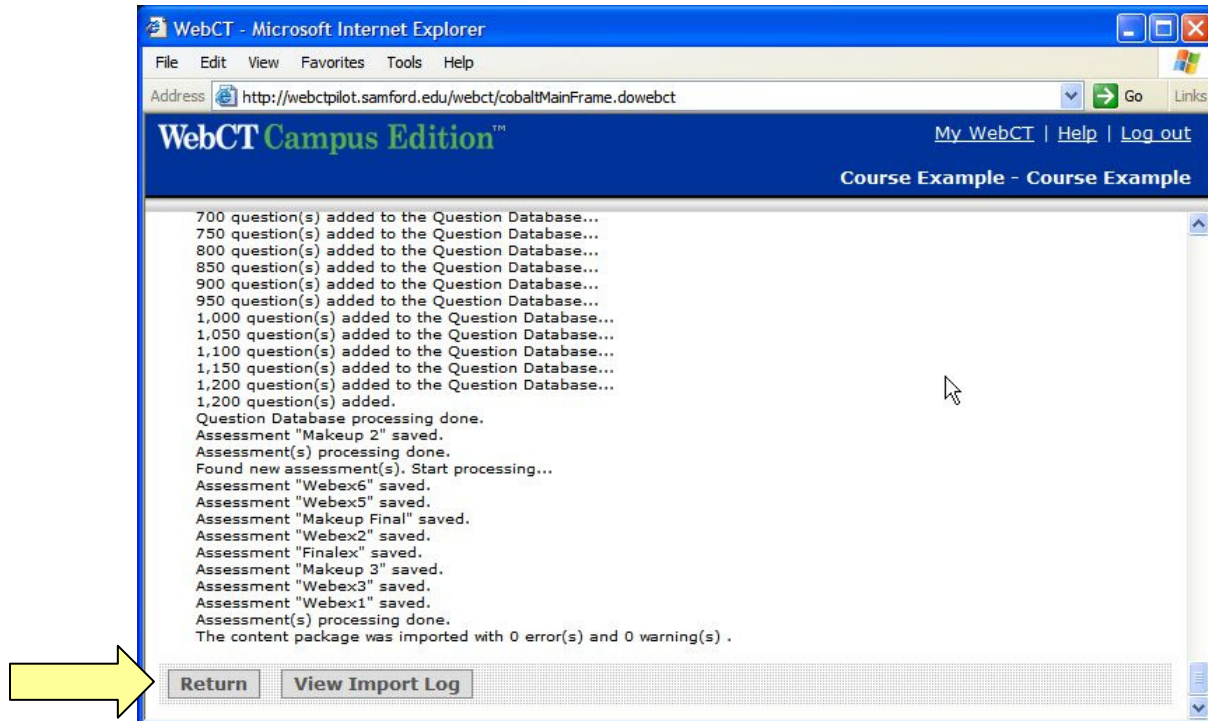 WebCT - Microsoft Internet Explorer
File Edit View Favorites Tools Help
Address http://webctpilot.samford.edu/webct/cobaltMainFrame.dowebct Go Links
WebCT Campus Edition™ My WebCT | Help | Log out
Course Example - Course Example
700 question(s) added to the Question Database...
750 question(s) added to the Question Database...
800 question(s) added to the Question Database...
850 question(s) added to the Question Database...
900 question(s) added to the Question Database...
950 question(s) added to the Question Database...
1,000 question(s) added to the Question Database...
1,050 question(s) added to the Question Database...
1,100 question(s) added to the Question Database...
1,150 question(s) added to the Question Database...
1,200 question(s) added to the Question Database...
1,200 question(s) added.
Question Database processing done.
Assessment "Makeup 2" saved.
Assessment(s) processing done.
Found new assessment(s). Start processing...
Assessment "Webex6" saved.
Assessment "Webex5" saved.
Assessment "Makeup Final" saved.
Assessment "Webex2" saved.
Assessment "Finalex" saved.
Assessment "Makeup 3" saved.
Assessment "Webex3" saved.
Assessment "Webex1" saved.
Assessment(s) processing done.
The content package was imported with 0 error(s) and 0 warning(s) .
Return View Import Log